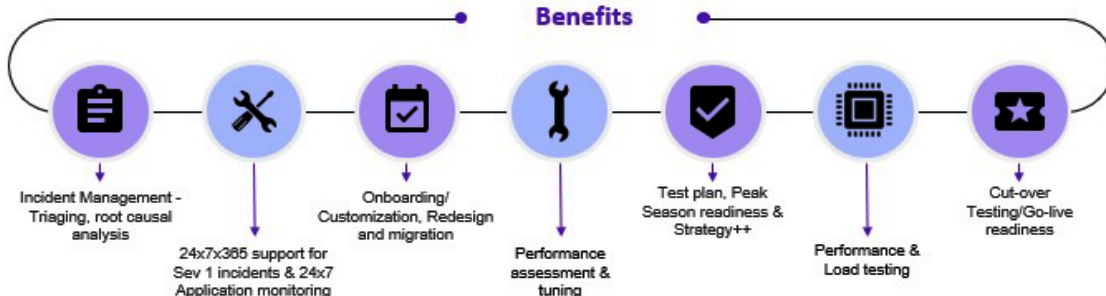 Benefits
Incident Management -
Triaging, root causal
analysis
24x7x365 support for
Sev 1 incidents & 24x7
Application monitoring
Onboarding/
Customization, Redesign
and migration
Performance
assessment &
tuning
Test plan, Peak
Season readiness &
Strategy++
Performance &
Load testing
Cut-over
Testing/Go-live
readiness